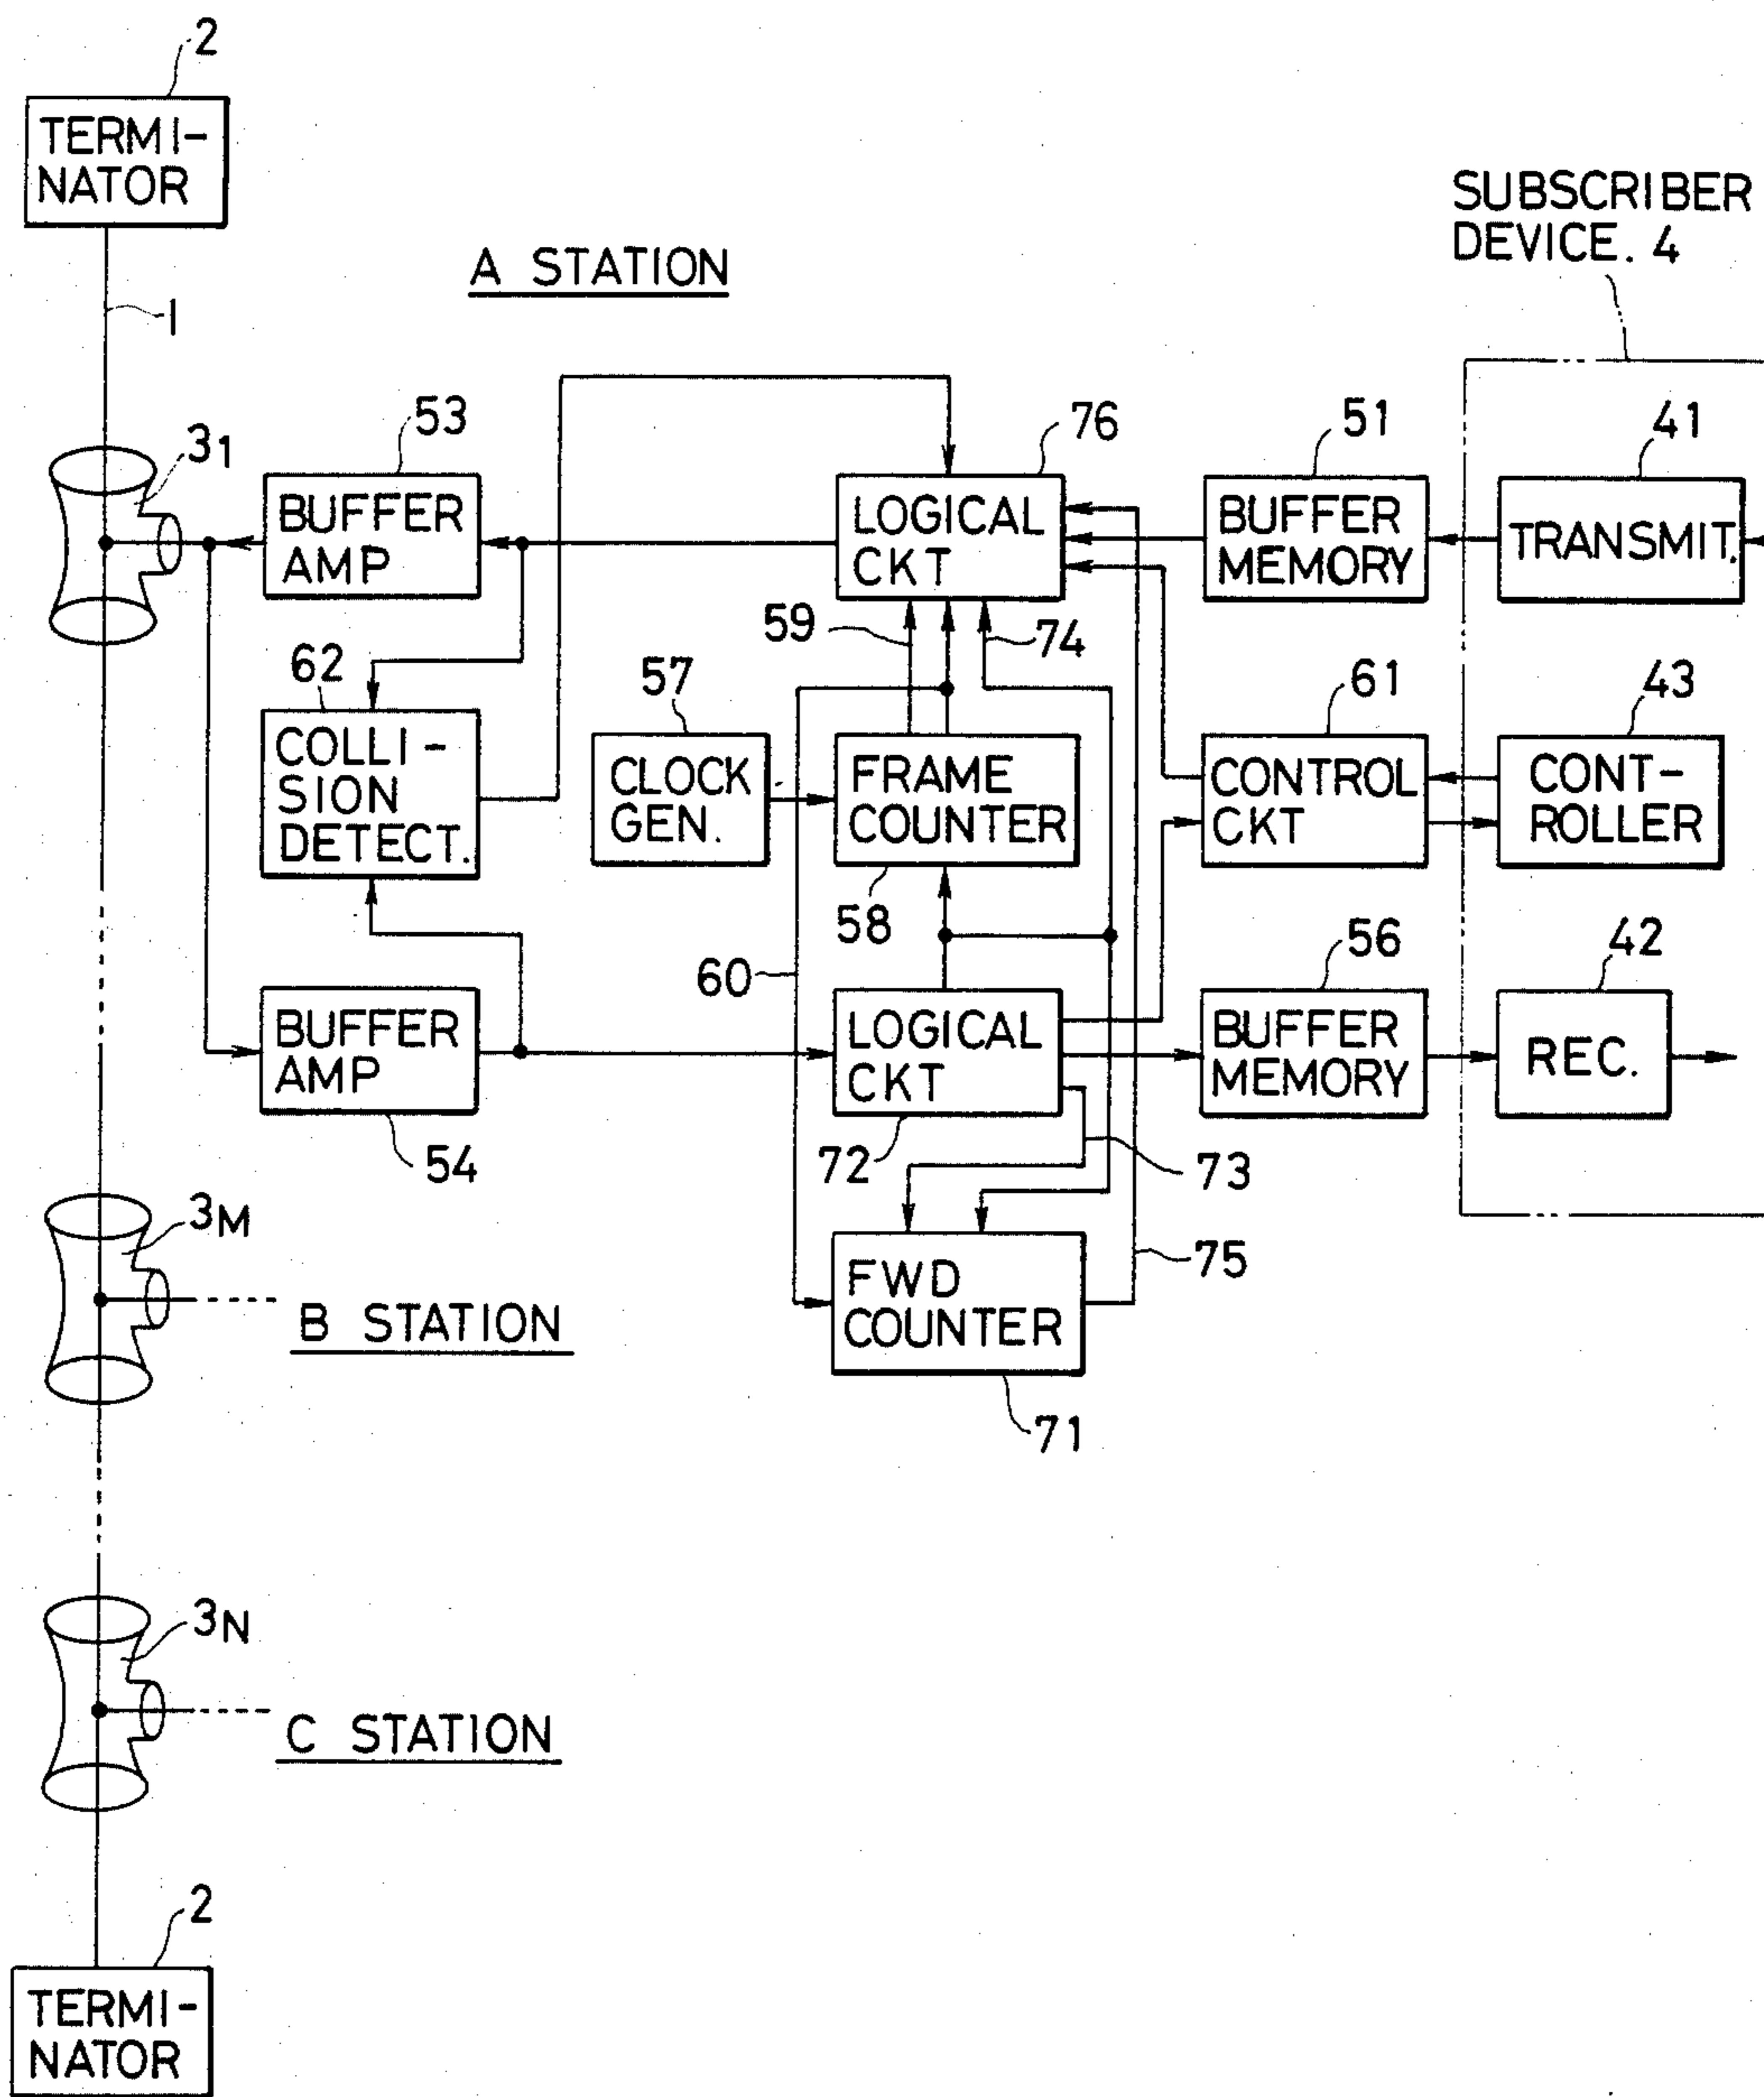 2
TERMI-
NATOR
SUBSCRIBER
DEVICE. 4
A STATION
1
53
76
51
41
31
BUFFER
AMP
LOGICAL
CKT
BUFFER
MEMORY
TRANSMIT.
59
74
62
57
61
43
COLLI-
SION
DETECT.
CLOCK
GEN.
FRAME
COUNTER
CONTROL
CKT
CONT-
ROLLER
58
56
42
60
BUFFER
AMP
LOGICAL
CKT
BUFFER
MEMORY
REC.
54
72
73
3M
75
FWD
COUNTER
B STATION
71
3N
C STATION
2
TERMI-
NATOR